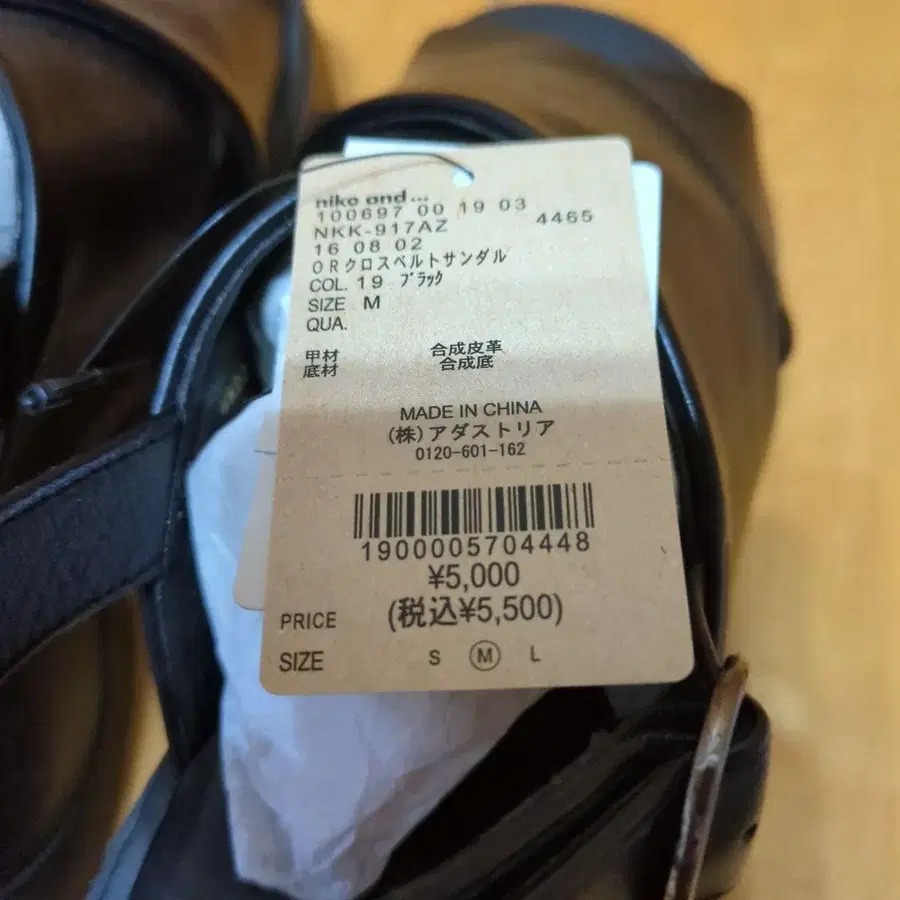 niko and...
100697 00 19 03
NKK-917AZ 4465
16 08 02
ORクロスベルトサンダル
COL. 19 ブラック
SIZE M
QUA.
甲材 合成皮革
底材 合成底
MADE IN CHINA
(株)アダストリア
0120-601-162
1900005704448
¥5,000
PRICE (税込¥5,500)
SIZE S M L